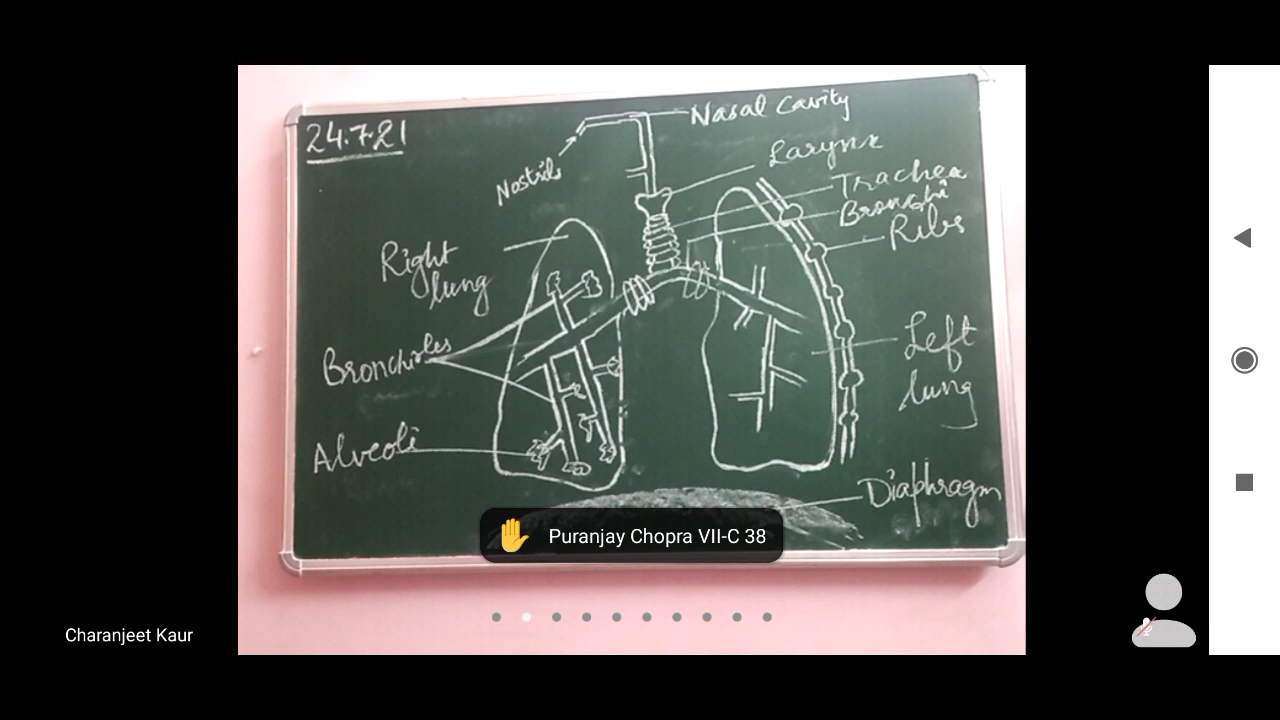 24.7.21
Nasal Cavity
Nostrils
Larynx
Trachea
Bronchi
Ribs
Right
lung
Bronchioles
Left
lung
Alveoli
Diaphragm
Puranjay Chopra VII-C 38
Charanjeet Kaur